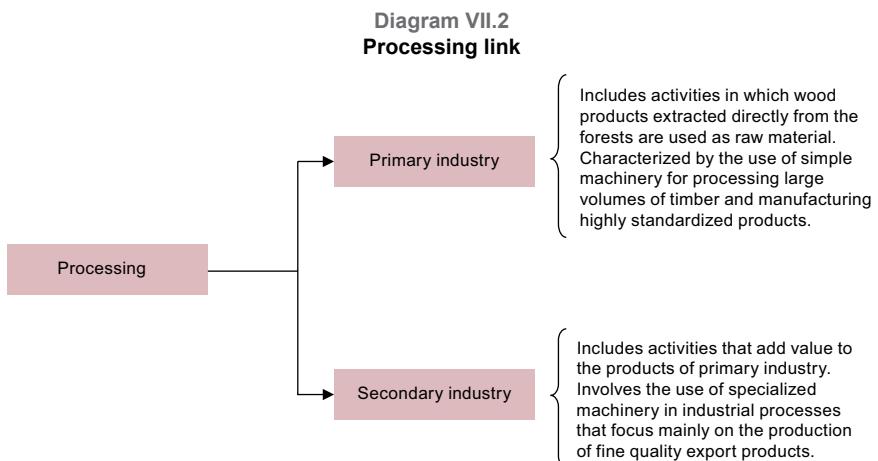 Diagram VII.2
Processing link
Includes activities in which wood
products extracted directly from the
forests are used as raw material.
Characterized by the use of simple
machinery for processing large
volumes of timber and manufacturing
highly standardized products.
Primary industry
Processing
Includes activities that add value to
the products of primary industry.
Involves the use of specialized
machinery in industrial processes
that focus mainly on the production
of fine quality export products.
Secondary industry